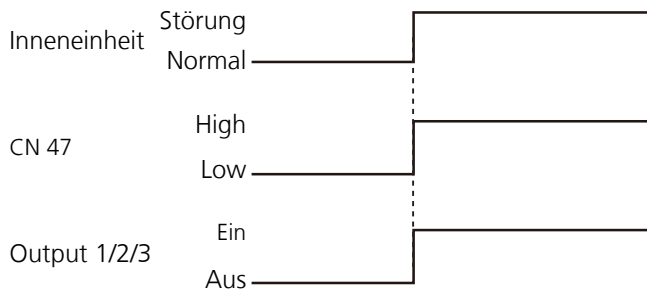 Inneneinheit
Störung
Normal
CN 47
High
Low
Output 1/2/3
Ein
Aus